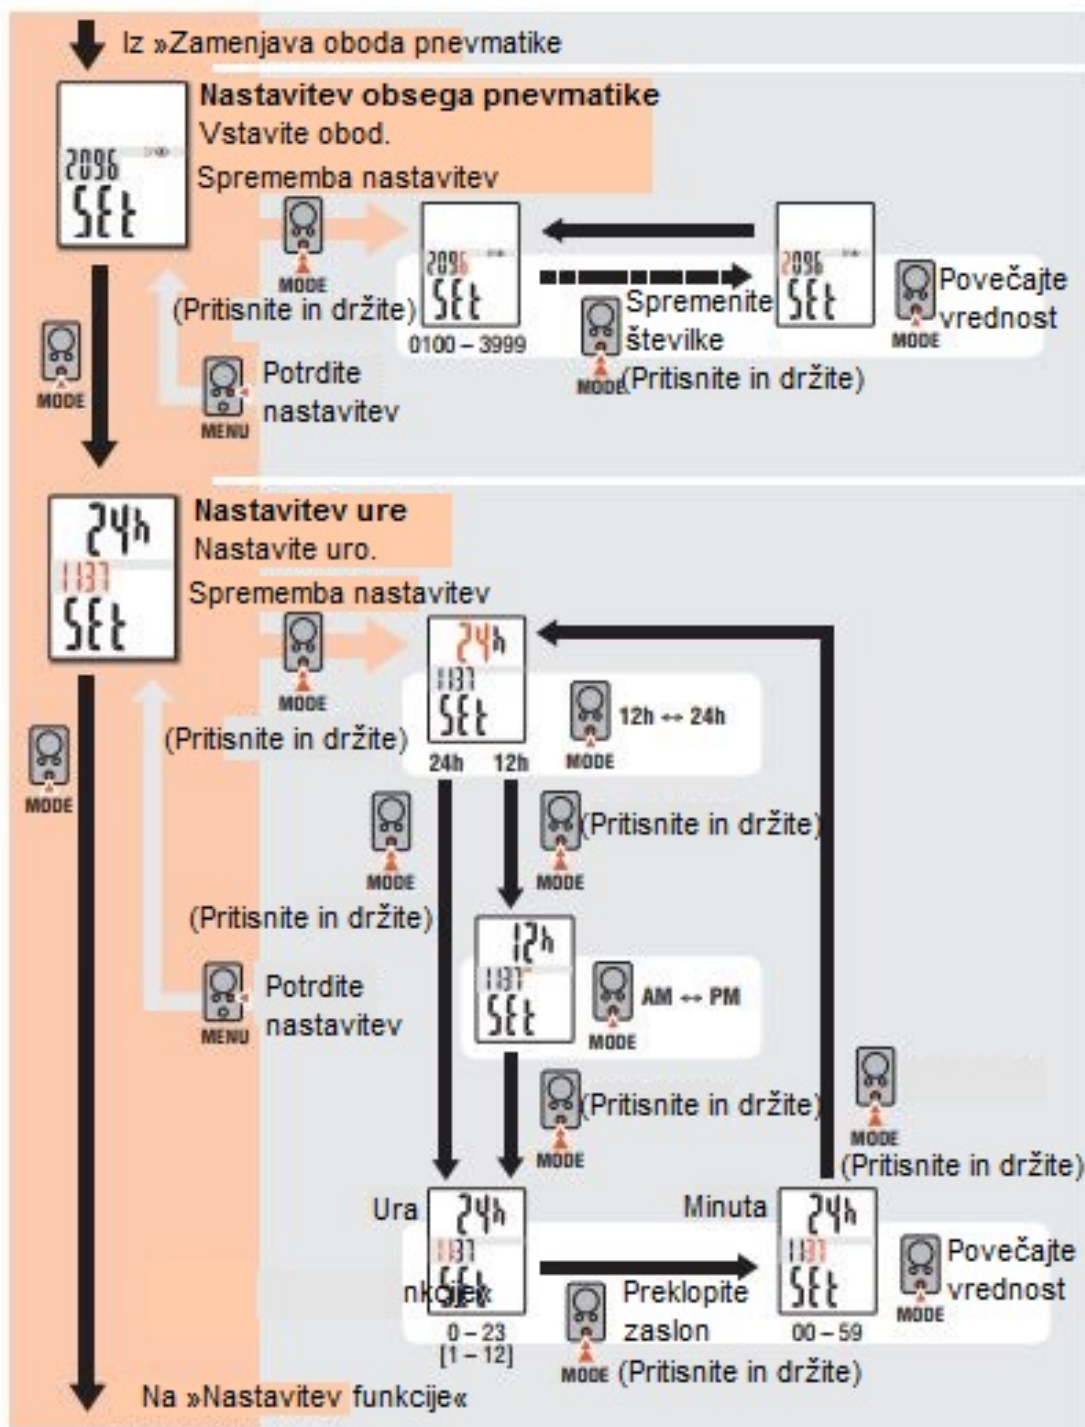 Iz »Zamenjava oboda pnevmatike
Nastavitev obsega pnevmatike
Vstavite obod.
2096
SEt
Sprememba nastavitev
MODE
(Pritisnite in držite)
2096
SEt
0100 – 3999
Spremenite
številke
MODE
(Pritisnite in držite)
2096
SEt
MODE
Povečajte
vrednost
MODE
MENU
Potrdite
nastavitev
24h
1137
SEt
Nastavitev ure
Nastavite uro.
Sprememba nastavitev
MODE
(Pritisnite in držite)
24h
1137
SEt
MODE
12h ↔ 24h
24h 12h
MODE
MODE
(Pritisnite in držite)
MODE
(Pritisnite in držite)
12h
1137
SEt
MODE
AM ↔ PM
MENU
Potrdite
nastavitev
MODE
(Pritisnite in držite)
MODE
(Pritisnite in držite)
Ura
24h
1137
SEt
nkcije«
0 – 23
[1 – 12]
Preklopite
zaslon
MODE
(Pritisnite in držite)
Minuta
24h
1137
SEt
00 – 59
MODE
Povečajte
vrednost
Na »Nastavitev funkcije«